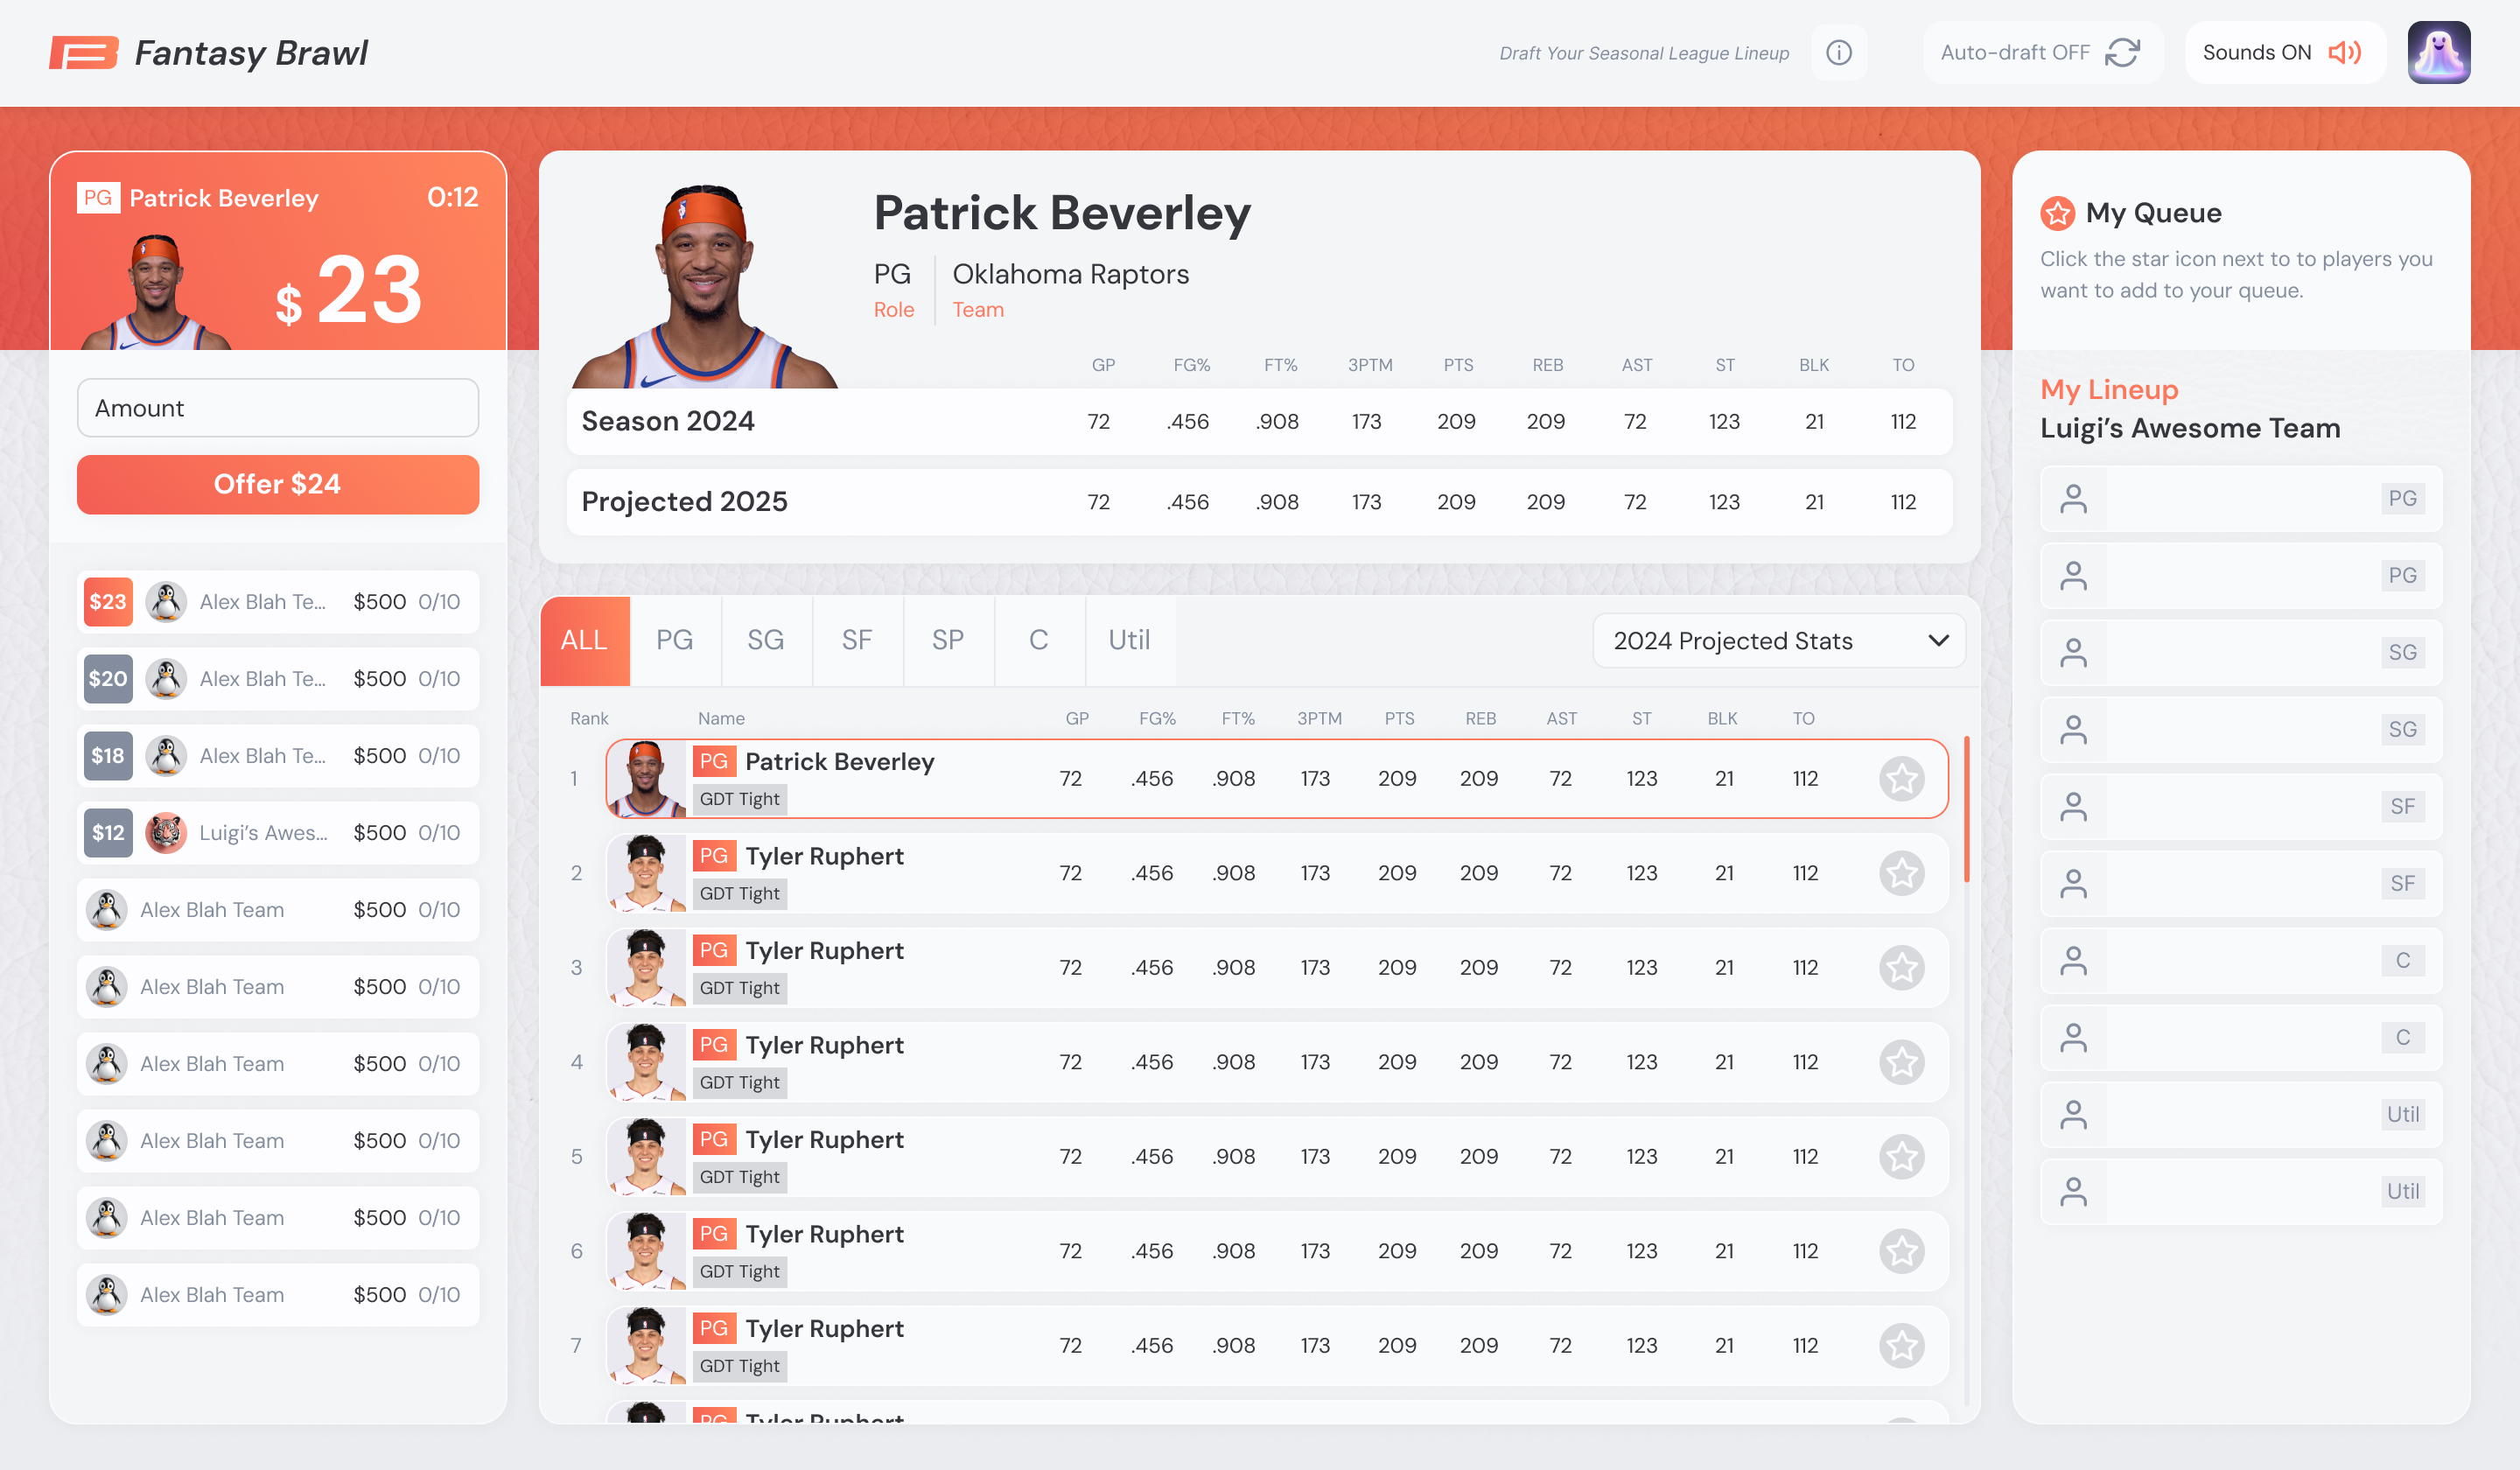 Fantasy Brawl
Draft Your Seasonal League Lineup
Auto-draft OFF
Sounds ON
PG Patrick Beverley 0:12
$ 23
Amount
Offer $24
$23 Alex Blah Te... $500 0/10
$20 Alex Blah Te... $500 0/10
$18 Alex Blah Te... $500 0/10
$12 Luigi’s Awes... $500 0/10
Alex Blah Team $500 0/10
Alex Blah Team $500 0/10
Alex Blah Team $500 0/10
Alex Blah Team $500 0/10
Alex Blah Team $500 0/10
Alex Blah Team $500 0/10
Patrick Beverley
PG Oklahoma Raptors
Role Team
GP FG% FT% 3PTM PTS REB AST ST BLK TO
Season 2024 72 .456 .908 173 209 209 72 123 21 112
Projected 2025 72 .456 .908 173 209 209 72 123 21 112
ALL PG SG SF SP C Util 2024 Projected Stats
Rank Name GP FG% FT% 3PTM PTS REB AST ST BLK TO
PG Patrick Beverley
1 72 .456 .908 173 209 209 72 123 21 112
GDT Tight
PG Tyler Ruphert
2 72 .456 .908 173 209 209 72 123 21 112
GDT Tight
PG Tyler Ruphert
3 72 .456 .908 173 209 209 72 123 21 112
GDT Tight
PG Tyler Ruphert
4 72 .456 .908 173 209 209 72 123 21 112
GDT Tight
PG Tyler Ruphert
5 72 .456 .908 173 209 209 72 123 21 112
GDT Tight
PG Tyler Ruphert
6 72 .456 .908 173 209 209 72 123 21 112
GDT Tight
PG Tyler Ruphert
7 72 .456 .908 173 209 209 72 123 21 112
GDT Tight
PG Tyler Ruphert
My Queue
Click the star icon next to to players you
want to add to your queue.
My Lineup
Luigi’s Awesome Team
PG
PG
SG
SG
SF
SF
C
C
Util
Util